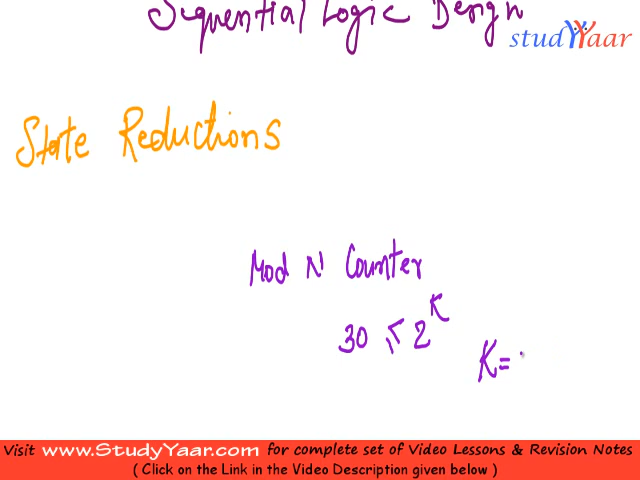 Sequential Logic Design
studYYaar
State Reductions
Mod N Counter
30 ≤ 2^K
K=
Visit www.StudyYaar.com for complete set of Video Lessons & Revision Notes
( Click on the Link in the Video Description given below )